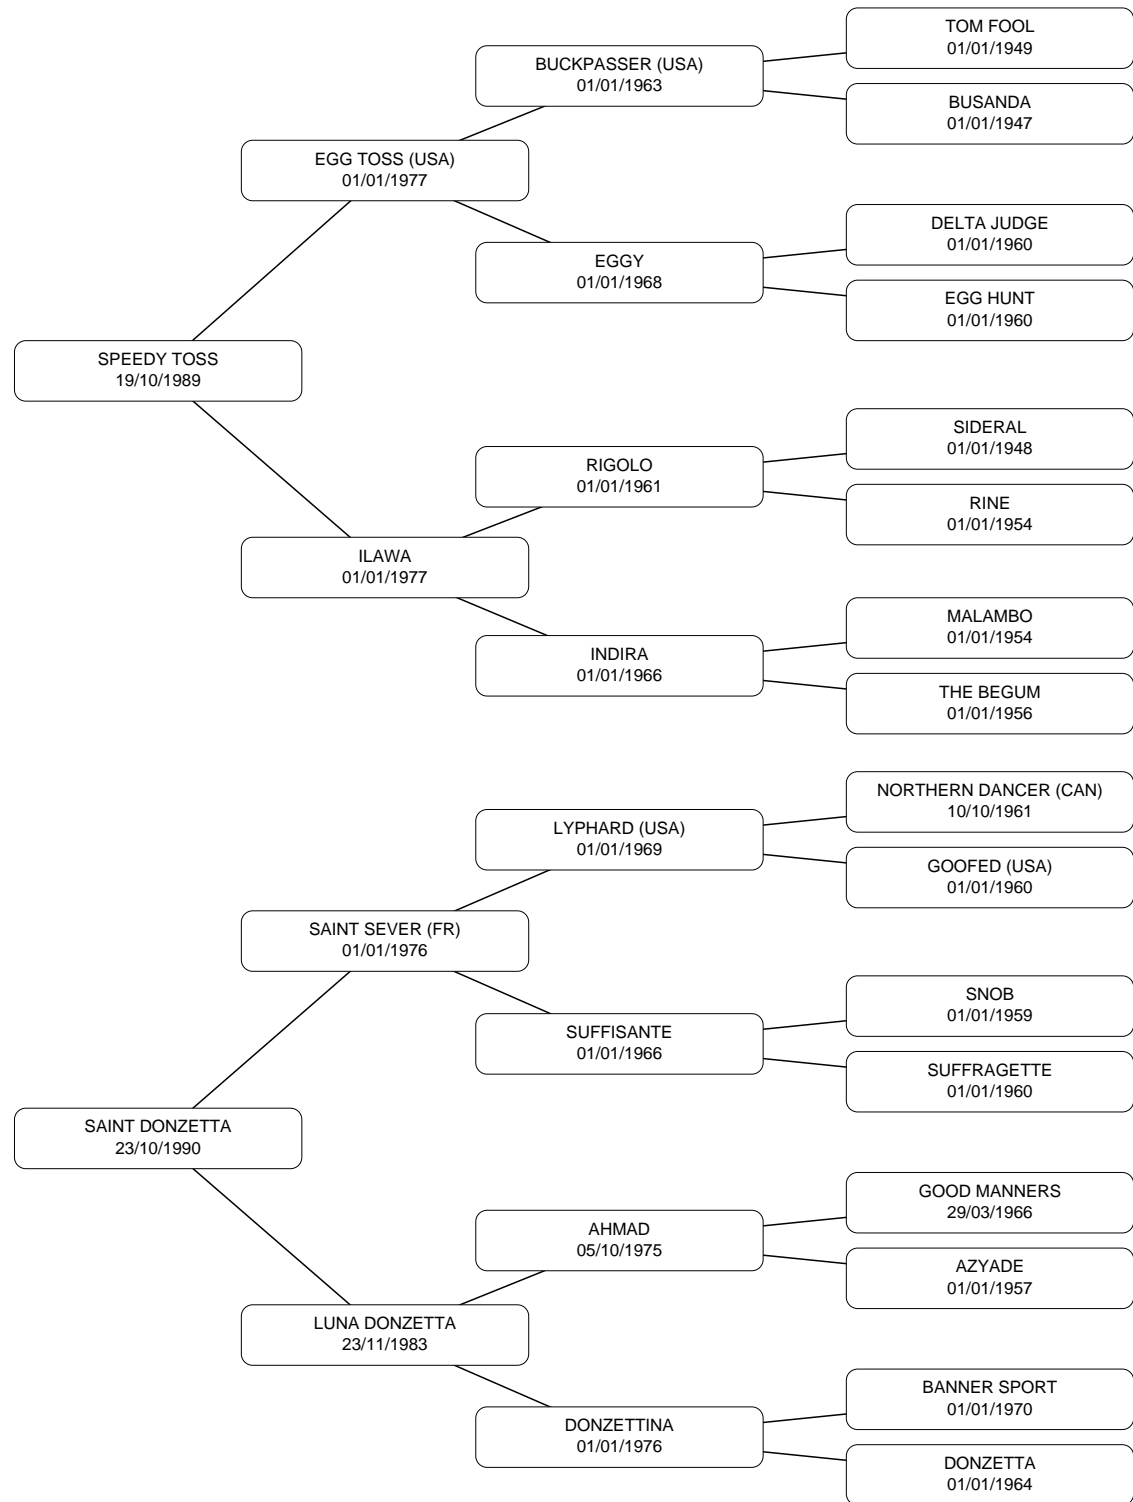 TOM FOOL
01/01/1949
BUCKPASSER (USA)
01/01/1963
BUSANDA
01/01/1947
EGG TOSS (USA)
01/01/1977
DELTA JUDGE
01/01/1960
EGGY
01/01/1968
EGG HUNT
01/01/1960
SPEEDY TOSS
19/10/1989
SIDERAL
01/01/1948
RIGOLO
01/01/1961
RINE
01/01/1954
ILAWA
01/01/1977
MALAMBO
01/01/1954
INDIRA
01/01/1966
THE BEGUM
01/01/1956
NORTHERN DANCER (CAN)
10/10/1961
LYPHARD (USA)
01/01/1969
GOOFED (USA)
01/01/1960
SAINT SEVER (FR)
01/01/1976
SNOB
01/01/1959
SUFFISANTE
01/01/1966
SUFFRAGETTE
01/01/1960
SAINT DONZETTA
23/10/1990
GOOD MANNERS
29/03/1966
AHMAD
05/10/1975
AZYADE
01/01/1957
LUNA DONZETTA
23/11/1983
BANNER SPORT
01/01/1970
DONZETTINA
01/01/1976
DONZETTA
01/01/1964